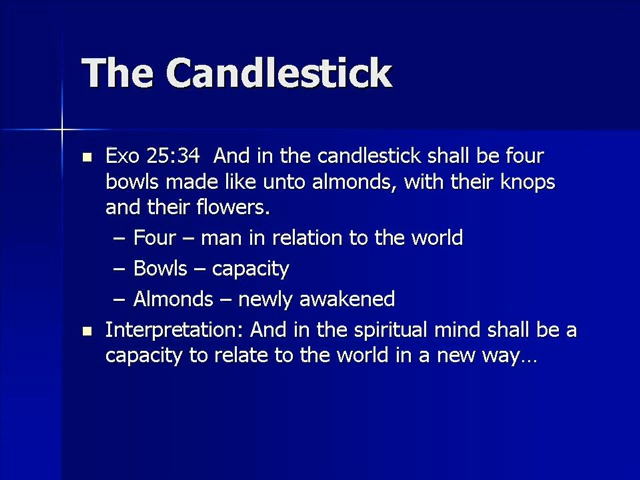 The Candlestick
Exo 25:34 And in the candlestick shall be four
bowls made like unto almonds, with their knops
and their flowers.
– Four – man in relation to the world
– Bowls – capacity
– Almonds – newly awakened
Interpretation: And in the spiritual mind shall be a
capacity to relate to the world in a new way…